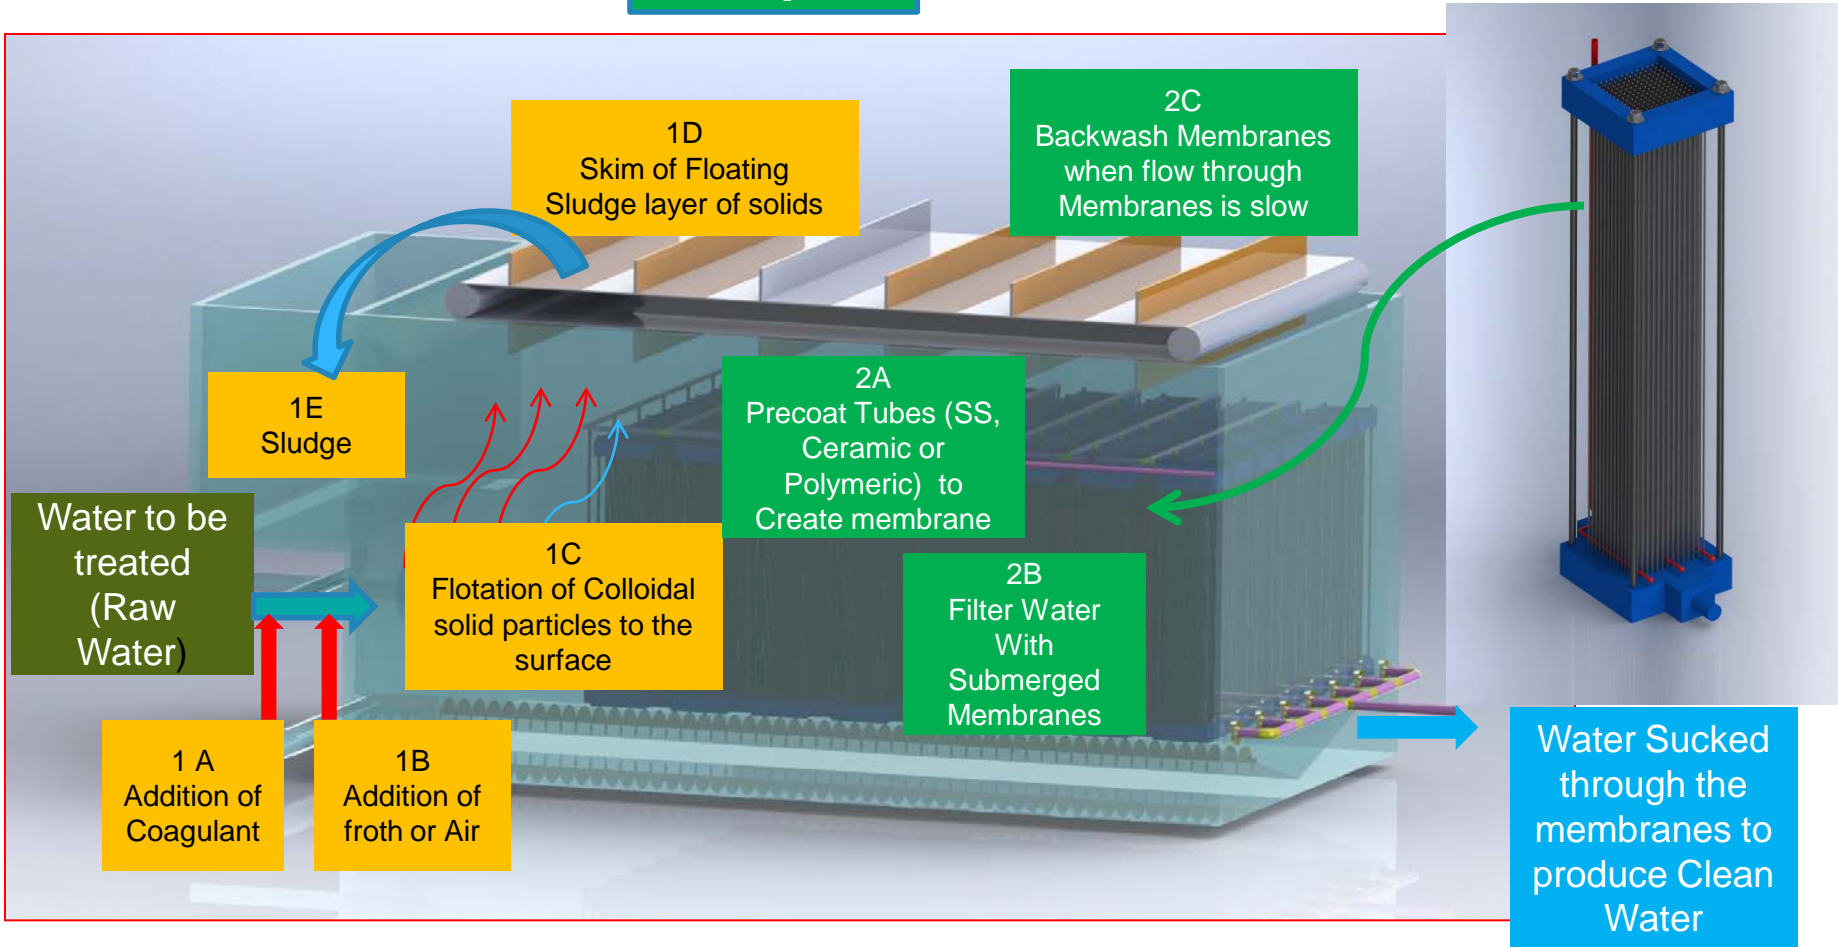 1D
Skim of Floating
Sludge layer of solids
2C
Backwash Membranes
when flow through
Membranes is slow
1E
Sludge
2A
Precoat Tubes (SS,
Ceramic or
Polymeric) to
Create membrane
Water to be
treated
(Raw
Water)
1C
Flotation of Colloidal
solid particles to the
surface
2B
Filter Water
With
Submerged
Membranes
1 A
Addition of
Coagulant
1B
Addition of
froth or Air
Water Sucked
through the
membranes to
produce Clean
Water